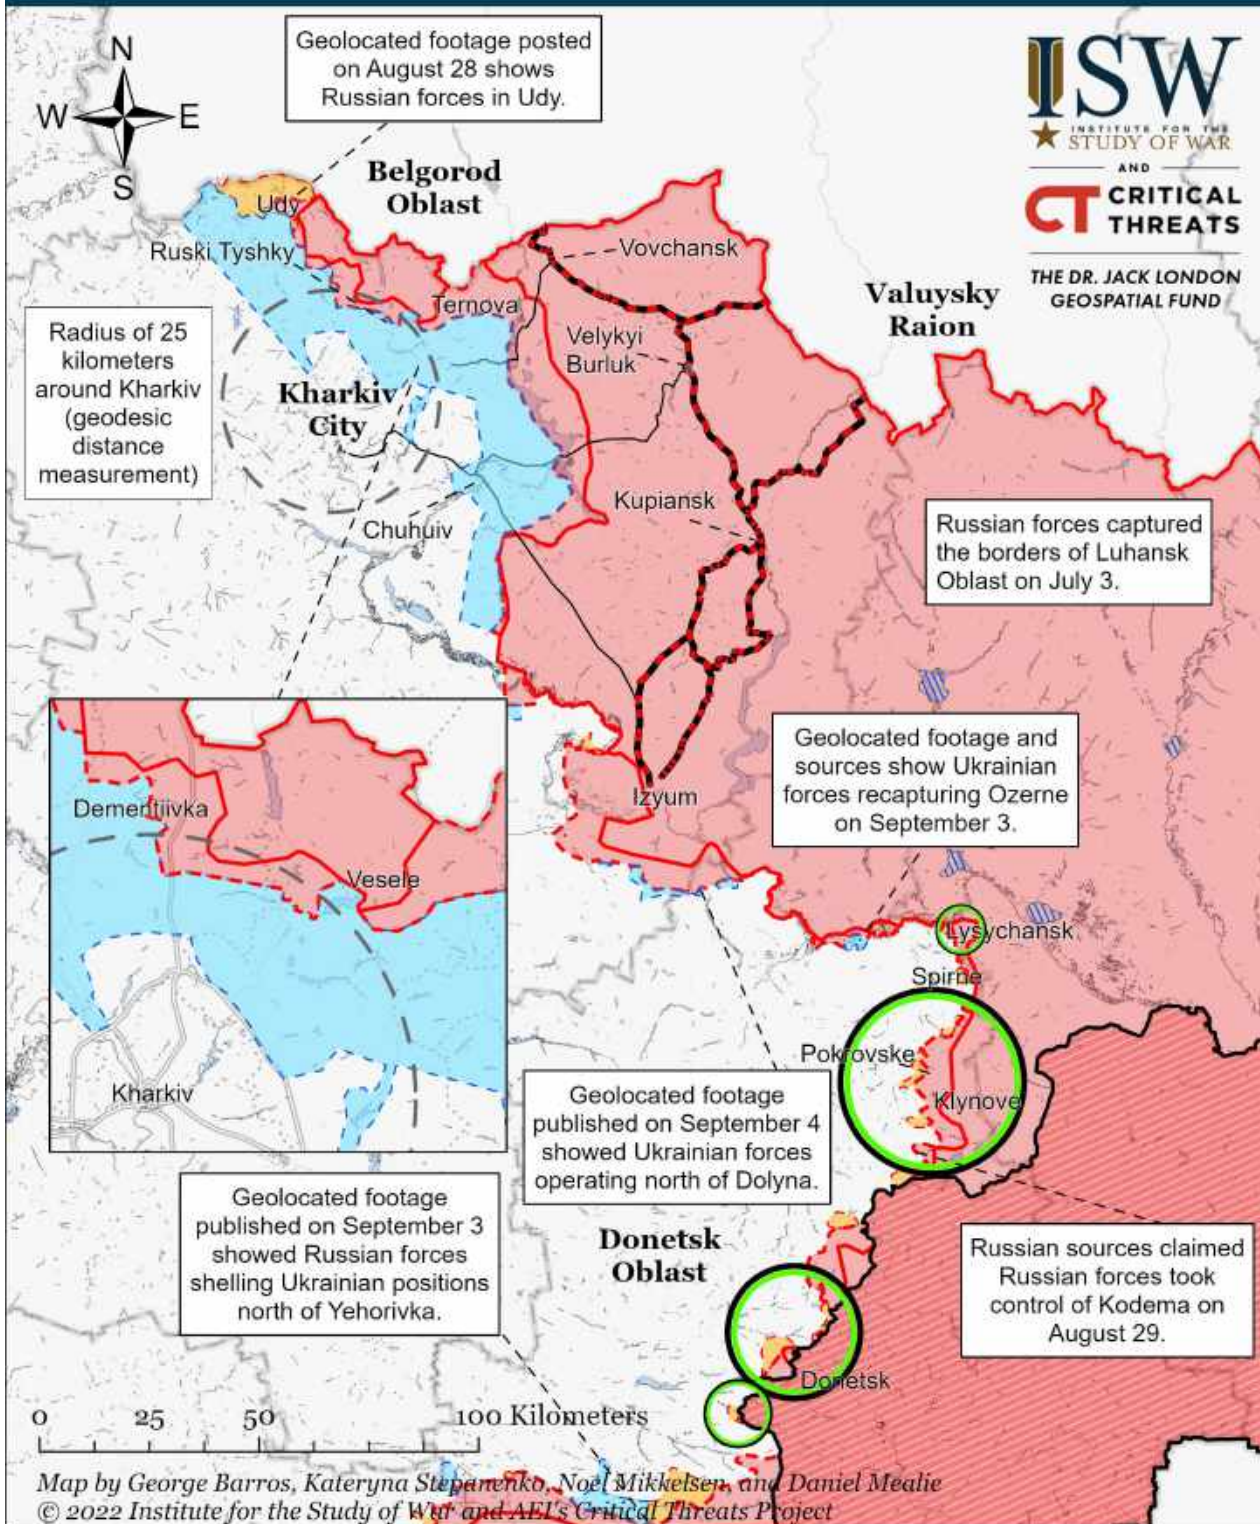 Geolocated footage posted
on August 28 shows
Russian forces in Udy.
N
W
E
S
ISW
INSTITUTE FOR THE
STUDY OF WAR
AND
CT CRITICAL
THREATS
THE DR. JACK LONDON
GEOSPATIAL FUND
Belgorod
Oblast
Udy
Ruski Tyshky
Vovchansk
Ternova
Valuysky
Raion
Velykyi
Burluk
Radius of 25
kilometers
around Kharkiv
(geodesic
distance
measurement)
Kharkiv
City
Kupiansk
Chuhuiv
Russian forces captured
the borders of Luhansk
Oblast on July 3.
Geolocated footage and
sources show Ukrainian
forces recapturing Ozerne
on September 3.
Izyum
Dementiivka
Vesele
Kharkiv
Lysychansk
Spirne
Pokrovske
Klynove
Geolocated footage
published on September 4
showed Ukrainian forces
operating north of Dolyna.
Geolocated footage
published on September 3
showed Russian forces
shelling Ukrainian positions
north of Yehorivka.
Donetsk
Oblast
Russian sources claimed
Russian forces took
control of Kodema on
August 29.
Donetsk
0 25 50 100 Kilometers
Map by George Barros, Kateryna Stepanenko, Noel Mikkelsen, and Daniel Mealie
© 2022 Institute for the Study of War and AEI's Critical Threats Project